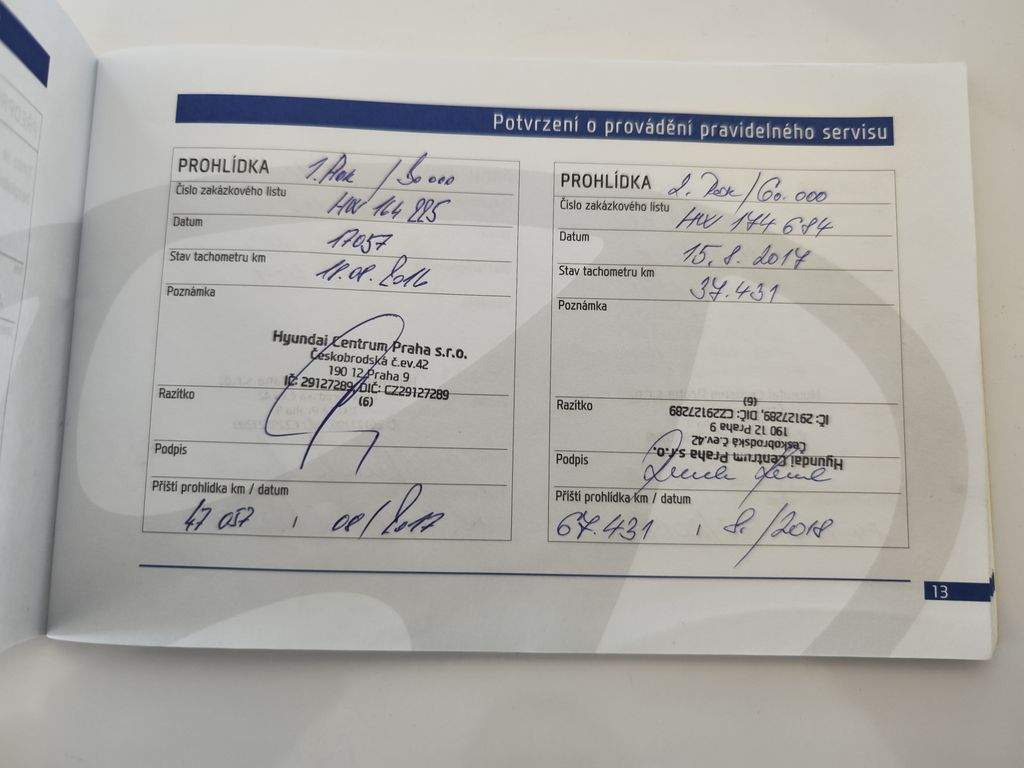 Potvrzení o provádění pravidelného servisu
PROHLÍDKA 1. Rok / 30 000
Číslo zakázkového listu
HW 164 225
Datum
17057
Stav tachometru km
18.08.2016
Poznámka
Hyundai Centrum Praha s.r.o.
Českobrodská č.ev.42
190 12 Praha 9
IČ: 29127289, DIČ: CZ29127289
(6)
Razítko
Podpis
Příští prohlídka km / datum
47 057 / 08/2017
PROHLÍDKA 2. Rok / 60.000
Číslo zakázkového listu
HW 174 684
Datum
15.8.2017
Stav tachometru km
37.431
Poznámka
Razítko
Hyundai Centrum Praha s.r.o.
Českobrodská č.ev.42
190 12 Praha 9
IČ: 29127289, DIČ: CZ29127289
(6)
Podpis
Příští prohlídka km / datum
67.431 / 8./2018
13